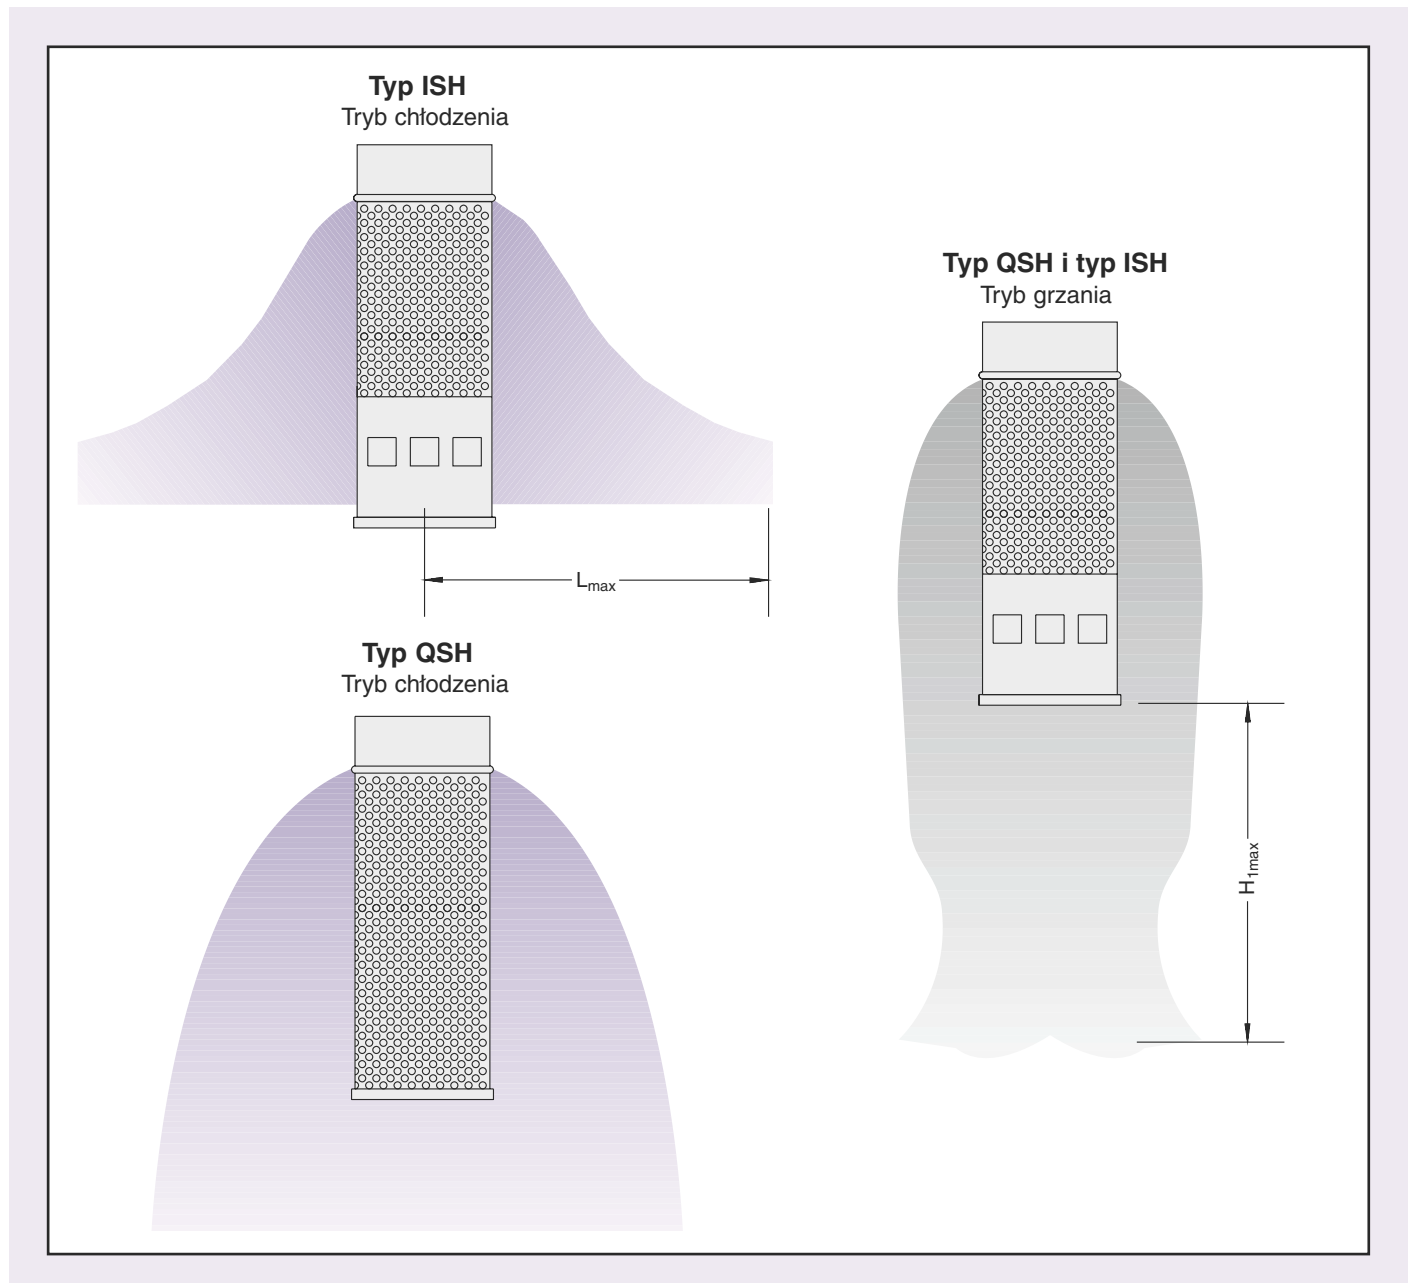 Typ ISH
Tryb chłodzenia
Lmax
Typ QSH
Tryb chłodzenia
Typ QSH i typ ISH
Tryb grzania
H1max